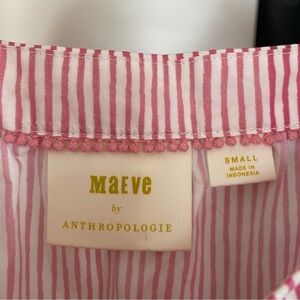 MaEve
by
ANTHROPOLOGIE
SMALL
MADE IN
INDONESIA